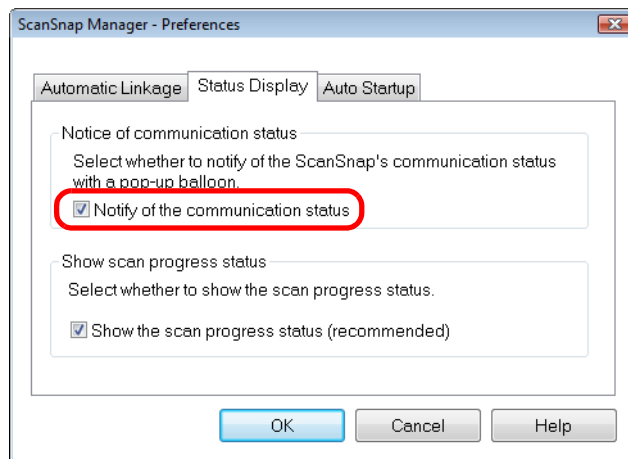 ScanSnap Manager - Preferences
Automatic Linkage Status Display Auto Startup
Notice of communication status
Select whether to notify of the ScanSnap's communication status
with a pop-up balloon.
Notify of the communication status
Show scan progress status
Select whether to show the scan progress status.
Show the scan progress status (recommended)
OK Cancel Help